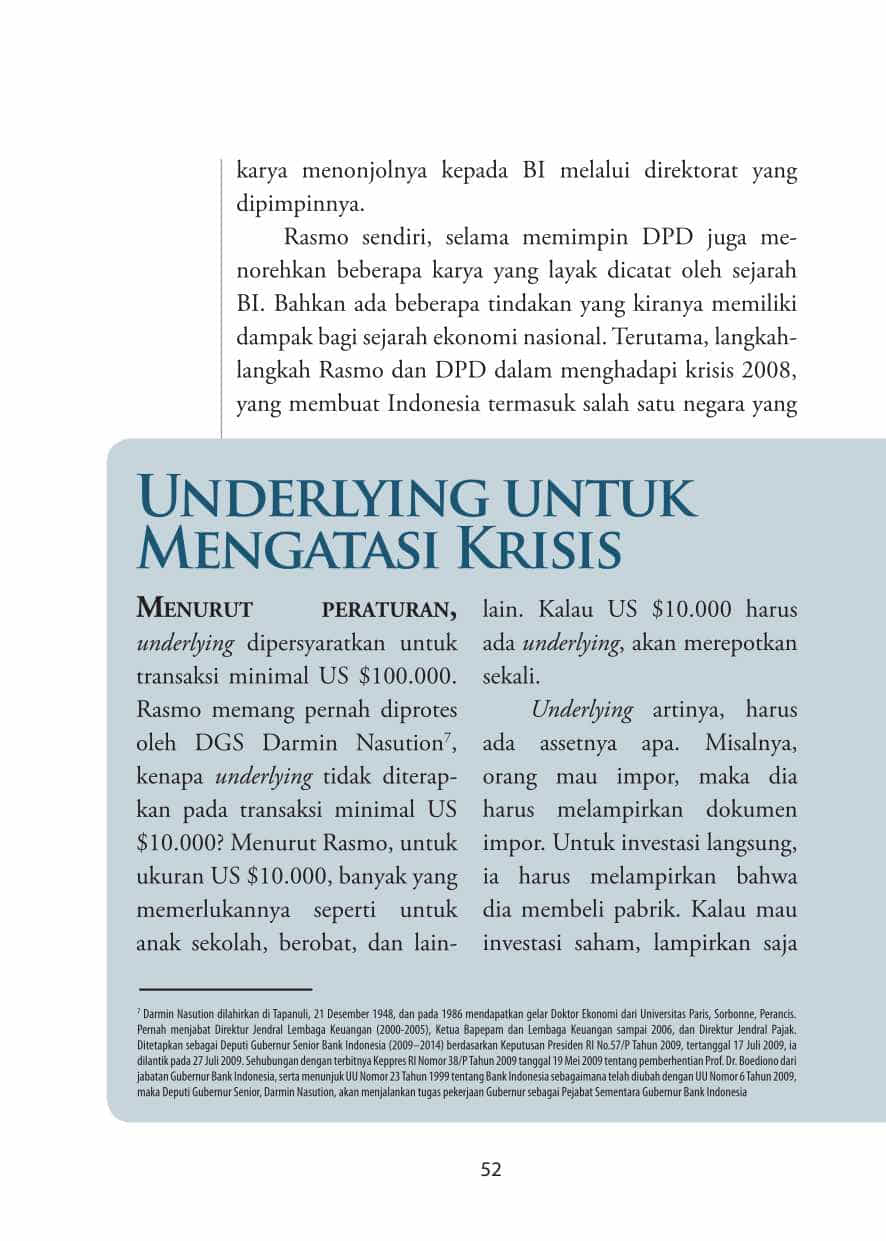 karya menonjolnya kepada BI melalui direktorat yang
dipimpinnya.
Rasmo sendiri, selama memimpin DPD juga me-
norehkan beberapa karya yang layak dicatat oleh sejarah
BI. Bahkan ada beberapa tindakan yang kiranya memiliki
dampak bagi sejarah ekonomi nasional. Terutama, langkah-
langkah Rasmo dan DPD dalam menghadapi krisis 2008,
yang membuat Indonesia termasuk salah satu negara yang
UNDERLYING UNTUK
MENGATASI KRISIS
MENURUT PERATURAN,
underlying dipersyaratkan untuk
transaksi minimal US $100.000.
Rasmo memang pernah diprotes
oleh DGS Darmin Nasution7,
kenapa underlying tidak diterap-
kan pada transaksi minimal US
$10.000? Menurut Rasmo, untuk
ukuran US $10.000, banyak yang
memerlukannya seperti untuk
anak sekolah, berobat, dan lain-
lain. Kalau US $10.000 harus
ada underlying, akan merepotkan
sekali.
Underlying artinya, harus
ada assetnya apa. Misalnya,
orang mau impor, maka dia
harus melampirkan dokumen
impor. Untuk investasi langsung,
ia harus melampirkan bahwa
dia membeli pabrik. Kalau mau
investasi saham, lampirkan saja
7 Darmin Nasution dilahirkan di Tapanuli, 21 Desember 1948, dan pada 1986 mendapatkan gelar Doktor Ekonomi dari Universitas Paris, Sorbonne, Perancis.
Pernah menjabat Direktur Jendral Lembaga Keuangan (2000-2005), Ketua Bapepam dan Lembaga Keuangan sampai 2006, dan Direktur Jendral Pajak.
Ditetapkan sebagai Deputi Gubernur Senior Bank Indonesia (2009–2014) berdasarkan Keputusan Presiden RI No.57/P Tahun 2009, tertanggal 17 Juli 2009, ia
dilantik pada 27 Juli 2009. Sehubungan dengan terbitnya Keppres RI Nomor 38/P Tahun 2009 tanggal 19 Mei 2009 tentang pemberhentian Prof. Dr. Boediono dari
jabatan Gubernur Bank Indonesia, serta menunjuk UU Nomor 23 Tahun 1999 tentang Bank Indonesia sebagaimana telah diubah dengan UU Nomor 6 Tahun 2009,
maka Deputi Gubernur Senior, Darmin Nasution, akan menjalankan tugas pekerjaan Gubernur sebagai Pejabat Sementara Gubernur Bank Indonesia
52